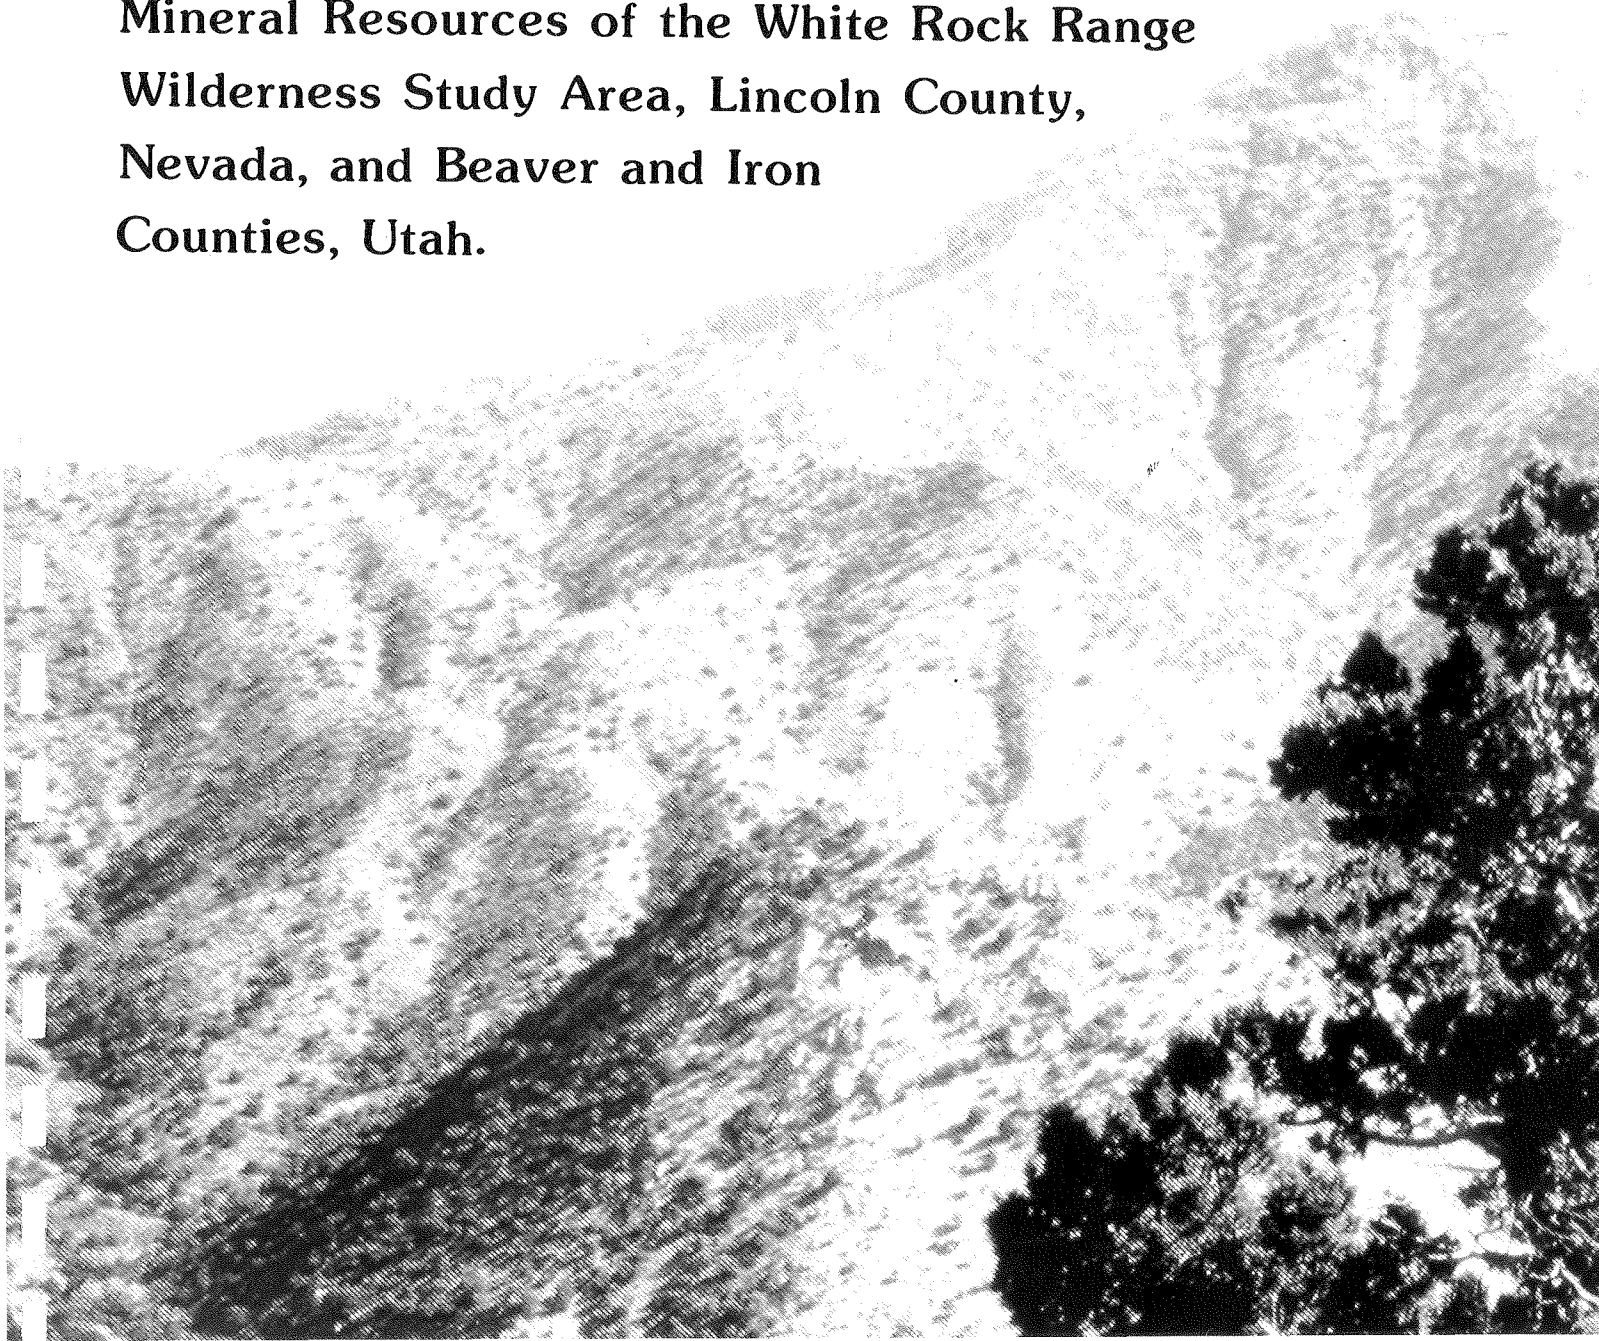 Mineral Resources of the White Rock Range
Wilderness Study Area, Lincoln County,
Nevada, and Beaver and Iron
Counties, Utah.